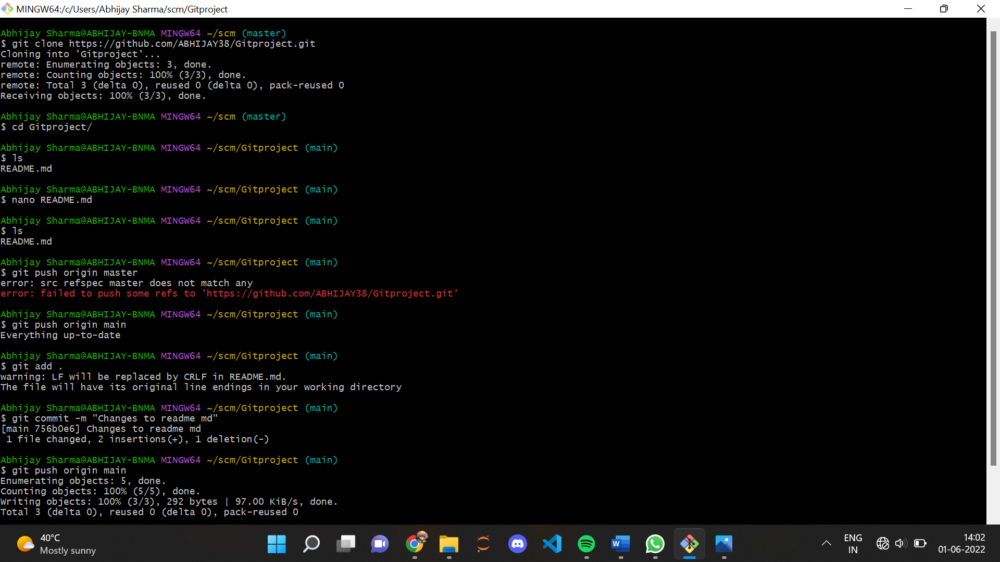 MINGW64:/c/Users/Abhijay Sharma/scm/Gitproject
Abhijay Sharma@ABHIJAY-BNMA MINGW64 ~/scm (master)
$ git clone https://github.com/ABHIJAY38/Gitproject.git
Cloning into 'Gitproject'...
remote: Enumerating objects: 3, done.
remote: Counting objects: 100% (3/3), done.
remote: Total 3 (delta 0), reused 0 (delta 0), pack-reused 0
Receiving objects: 100% (3/3), done.
Abhijay Sharma@ABHIJAY-BNMA MINGW64 ~/scm (master)
$ cd Gitproject/
Abhijay Sharma@ABHIJAY-BNMA MINGW64 ~/scm/Gitproject (main)
$ ls
README.md
Abhijay Sharma@ABHIJAY-BNMA MINGW64 ~/scm/Gitproject (main)
$ nano README.md
Abhijay Sharma@ABHIJAY-BNMA MINGW64 ~/scm/Gitproject (main)
$ ls
README.md
Abhijay Sharma@ABHIJAY-BNMA MINGW64 ~/scm/Gitproject (main)
$ git push origin master
error: src refspec master does not match any
error: failed to push some refs to 'https://github.com/ABHIJAY38/Gitproject.git'
Abhijay Sharma@ABHIJAY-BNMA MINGW64 ~/scm/Gitproject (main)
$ git push origin main
Everything up-to-date
Abhijay Sharma@ABHIJAY-BNMA MINGW64 ~/scm/Gitproject (main)
$ git add .
warning: LF will be replaced by CRLF in README.md.
The file will have its original line endings in your working directory
Abhijay Sharma@ABHIJAY-BNMA MINGW64 ~/scm/Gitproject (main)
$ git commit -m "Changes to readme md"
[main 756b0e6] Changes to readme md
 1 file changed, 2 insertions(+), 1 deletion(-)
Abhijay Sharma@ABHIJAY-BNMA MINGW64 ~/scm/Gitproject (main)
$ git push origin main
Enumerating objects: 5, done.
Counting objects: 100% (5/5), done.
Writing objects: 100% (3/3), 292 bytes | 97.00 KiB/s, done.
Total 3 (delta 0), reused 0 (delta 0), pack-reused 0
40°C
Mostly sunny
W
ENG
IN
14:02
01-06-2022